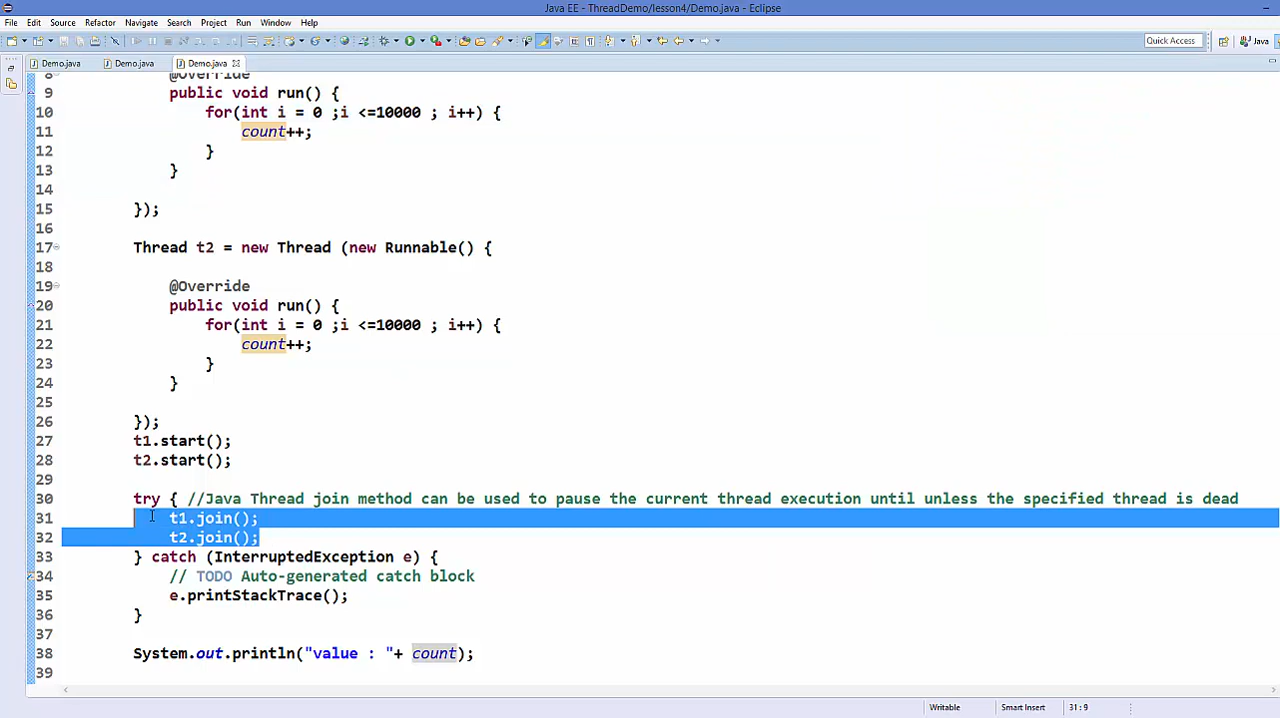 Java EE - ThreadDemo/lesson4/Demo.java - Eclipse
File Edit Source Refactor Navigate Search Project Run Window Help
Quick Access
Java
Demo.java Demo.java Demo.java
8 @Override
9 public void run() {
10 for(int i = 0 ;i <=10000 ; i++) {
11 count++;
12 }
13 }
14
15 });
16
17 Thread t2 = new Thread (new Runnable() {
18
19 @Override
20 public void run() {
21 for(int i = 0 ;i <=10000 ; i++) {
22 count++;
23 }
24 }
25
26 });
27 t1.start();
28 t2.start();
29
30 try { //Java Thread join method can be used to pause the current thread execution until unless the specified thread is dead
31 t1.join();
32 t2.join();
33 } catch (InterruptedException e) {
34 // TODO Auto-generated catch block
35 e.printStackTrace();
36 }
37
38 System.out.println("value : "+ count);
39
Writable Smart Insert 31 : 9